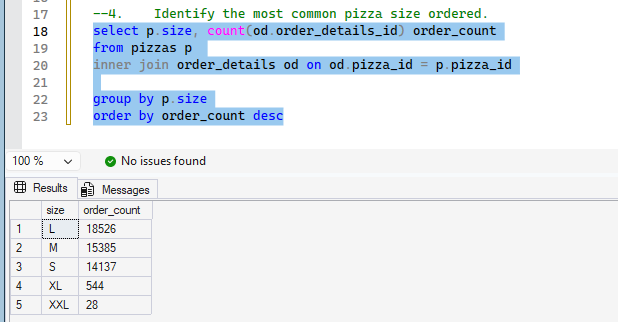 17 --4. Identify the most common pizza size ordered.
18 select p.size, count(od.order_details_id) order_count
19 from pizzas p
20 inner join order_details od on od.pizza_id = p.pizza_id
21
22 group by p.size
23 order by order_count desc
100 % No issues found
Results Messages
size order_count
1 L 18526
2 M 15385
3 S 14137
4 XL 544
5 XXL 28